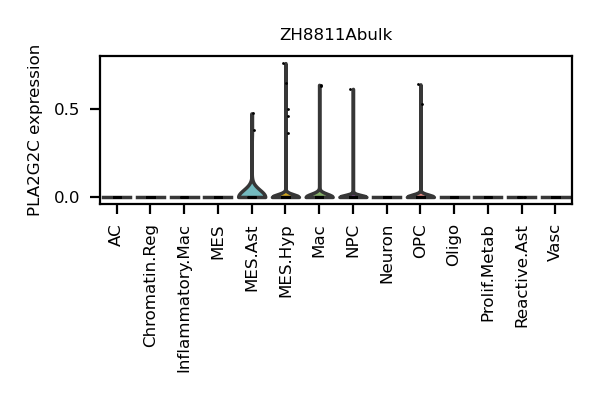 ZH8811Abulk
PLA2G2C expression
0.5
0.0
AC
Chromatin.Reg
Inflammatory.Mac
MES
MES.Ast
MES.Hyp
Mac
NPC
Neuron
OPC
Oligo
Prolif.Metab
Reactive.Ast
Vasc